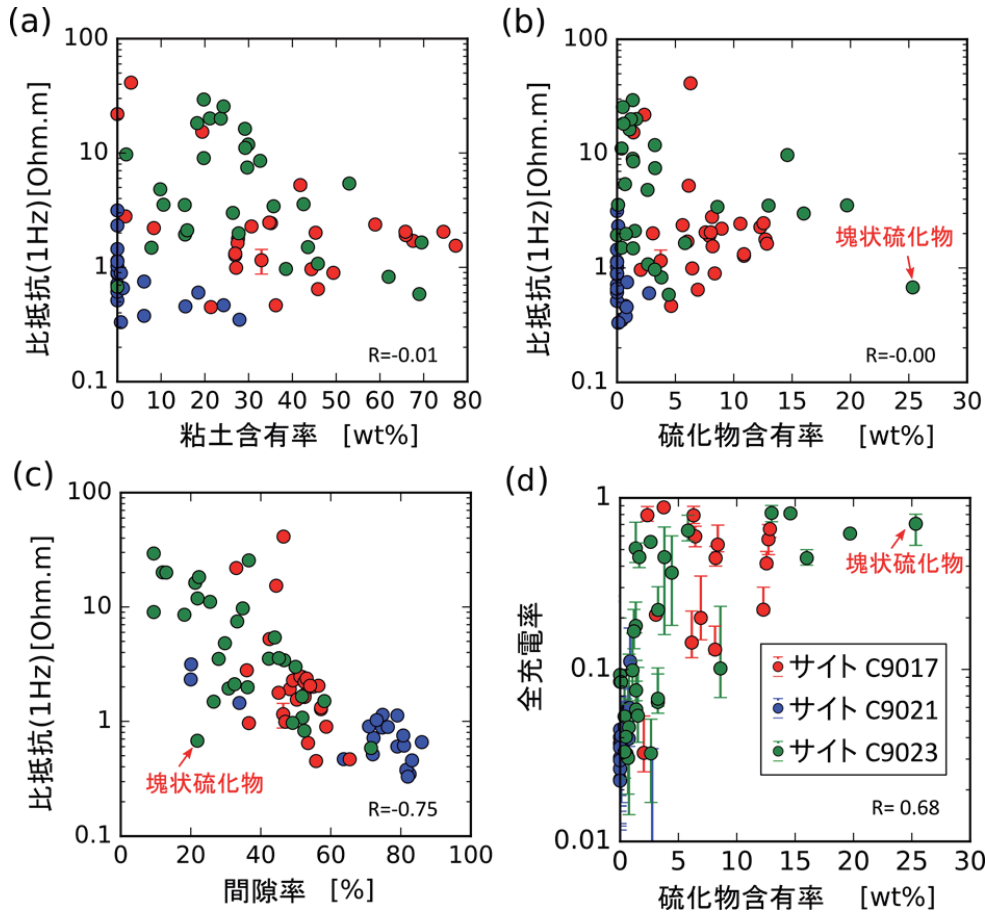 (a)
100
10
1
0.1
比抵抗(1Hz)[Ohm.m]
R=-0.01
0 10 20 30 40 50 60 70 80
粘土含有率 [wt%]
(b)
100
10
1
0.1
比抵抗(1Hz)[Ohm.m]
塊状硫化物
R=-0.00
0 5 10 15 20 25 30
硫化物含有率 [wt%]
(c)
100
10
1
0.1
比抵抗(1Hz)[Ohm.m]
塊状硫化物
R=-0.75
0 20 40 60 80 100
間隙率 [%]
(d)
1
0.1
0.01
全充電率
塊状硫化物
サイト C9017
サイト C9021
サイト C9023
R= 0.68
0 5 10 15 20 25 30
硫化物含有率 [wt%]